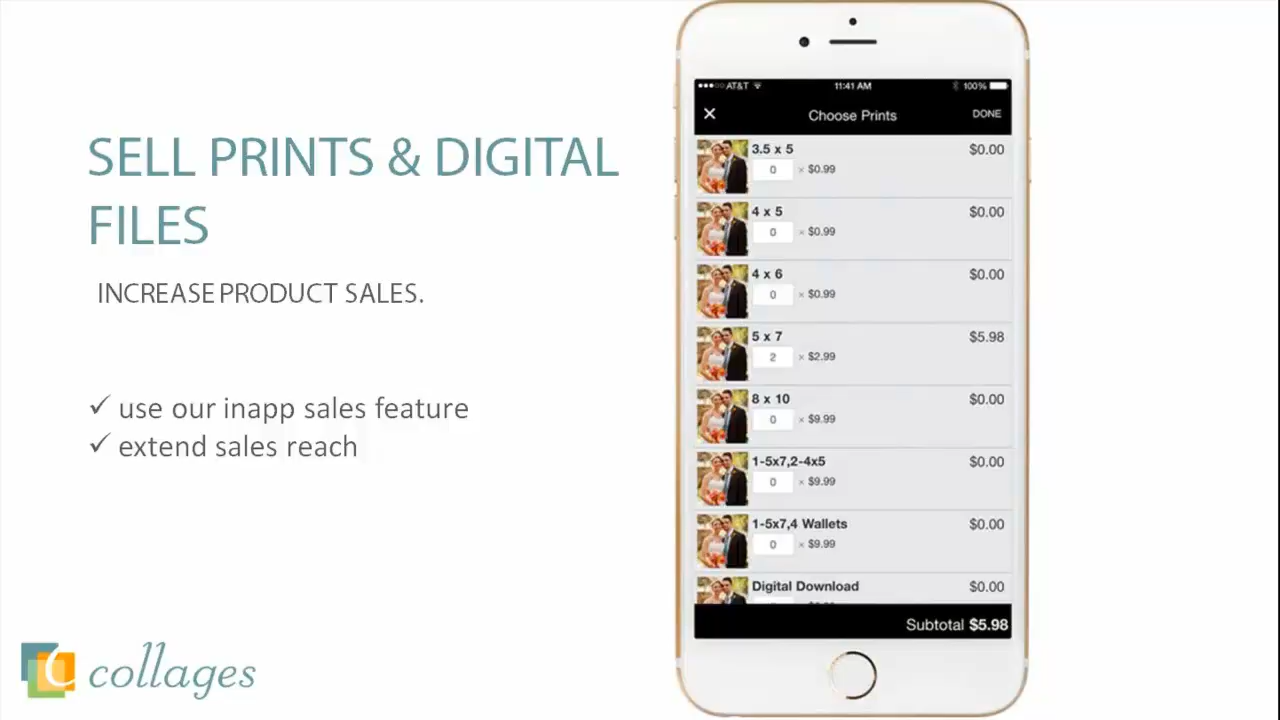 SELL PRINTS & DIGITAL
FILES
INCREASE PRODUCT SALES.
✓ use our inapp sales feature
✓ extend sales reach
collages
AT&T 11:41 AM 100%
× Choose Prints DONE
3.5 x 5 $0.00
0 × $0.99
4 x 5 $0.00
0 × $0.99
4 x 6 $0.00
0 × $0.99
5 x 7 $5.98
2 × $2.99
8 x 10 $0.00
0 × $9.99
1-5x7,2-4x5 $0.00
0 × $9.99
1-5x7,4 Wallets $0.00
0 × $9.99
Digital Download $0.00
Subtotal $5.98